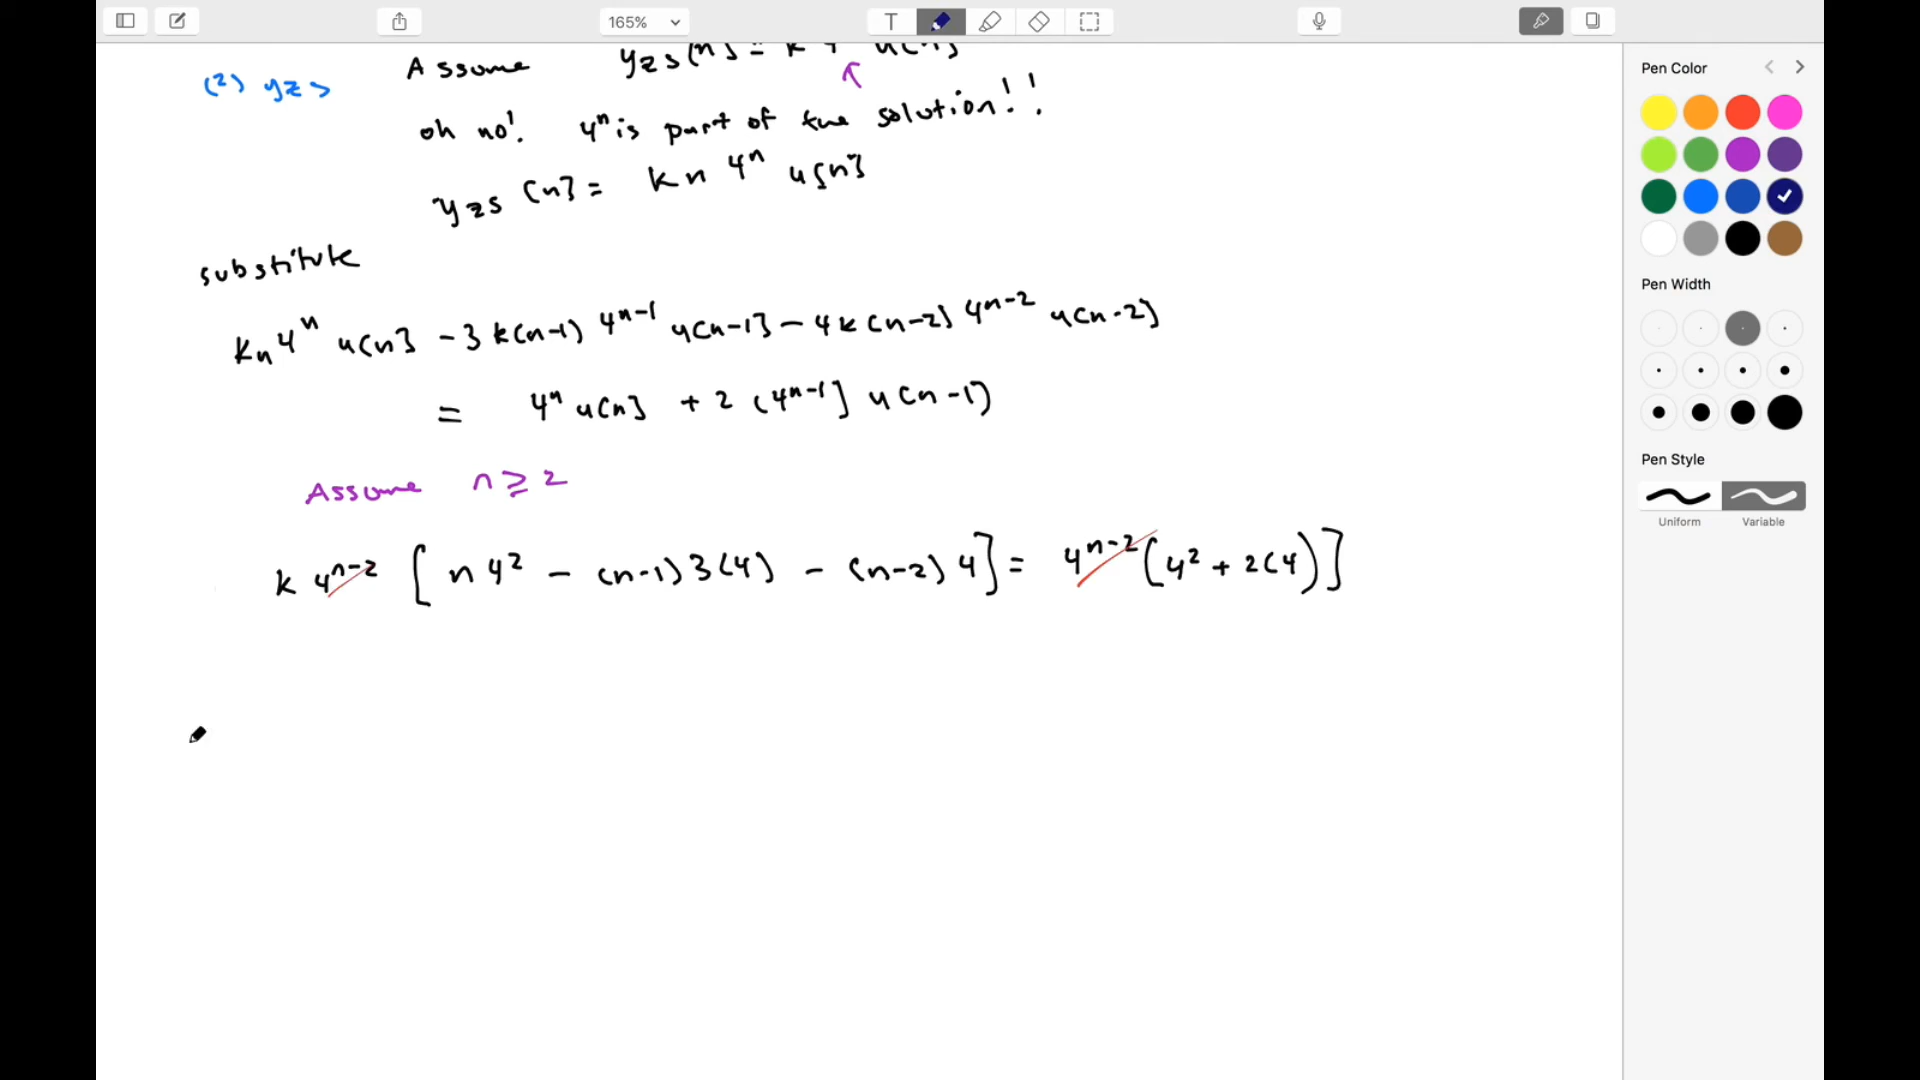 165%
T
Assume yzs[n] = k 4 u[n]
(2) yzs
oh no! 4ⁿ is part of the solution!!
yzs[n] = kn 4ⁿ u[n]
substitute
kn4ⁿ u[n] - 3k(n-1) 4ⁿ⁻¹ u[n-1] - 4k(n-2) 4ⁿ⁻² u[n-2]
= 4ⁿ u[n] + 2 (4ⁿ⁻¹] u[n-1]
Assume n ≥ 2
k 4ⁿ⁻² [n4² - (n-1)3(4) - (n-2)4] = 4ⁿ⁻²(4² + 2(4)]
Pen Color
Pen Width
Pen Style
Uniform Variable